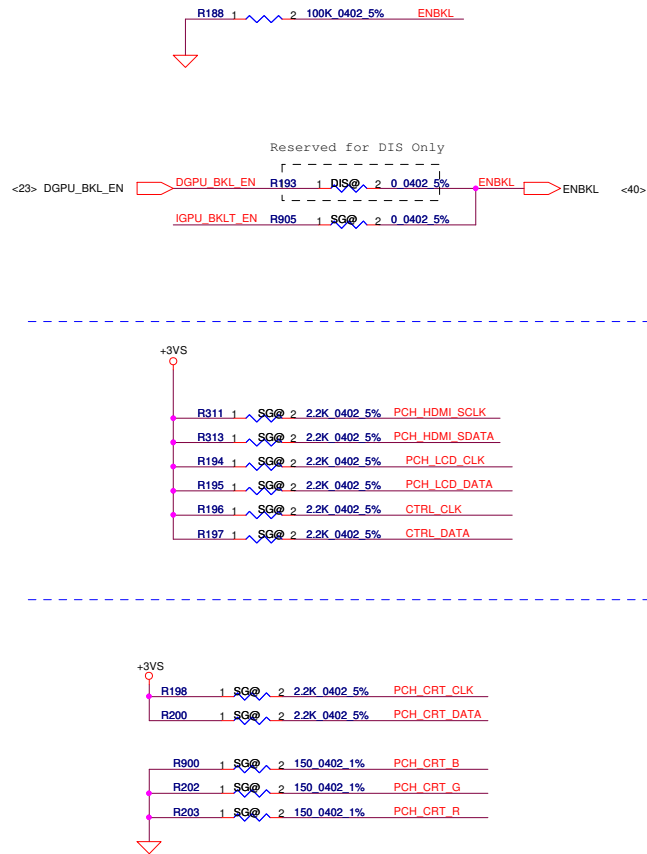 R188 1 2 100K_0402_5% ENBKL
Reserved for DIS Only
<23> DGPU_BKL_EN DGPU_BKL_EN R193 1 DIS@ 2 0_0402_5% ENBKL ENBKL <40>
IGPU_BKLT_EN R905 1 SG@ 2 0_0402_5%
+3VS
R311 1 SG@ 2 2.2K_0402_5% PCH_HDMI_SCLK
R313 1 SG@ 2 2.2K_0402_5% PCH_HDMI_SDATA
R194 1 SG@ 2 2.2K_0402_5% PCH_LCD_CLK
R195 1 SG@ 2 2.2K_0402_5% PCH_LCD_DATA
R196 1 SG@ 2 2.2K_0402_5% CTRL_CLK
R197 1 SG@ 2 2.2K_0402_5% CTRL_DATA
+3VS
R198 1 SG@ 2 2.2K_0402_5% PCH_CRT_CLK
R200 1 SG@ 2 2.2K_0402_5% PCH_CRT_DATA
R900 1 SG@ 2 150_0402_1% PCH_CRT_B
R202 1 SG@ 2 150_0402_1% PCH_CRT_G
R203 1 SG@ 2 150_0402_1% PCH_CRT_R